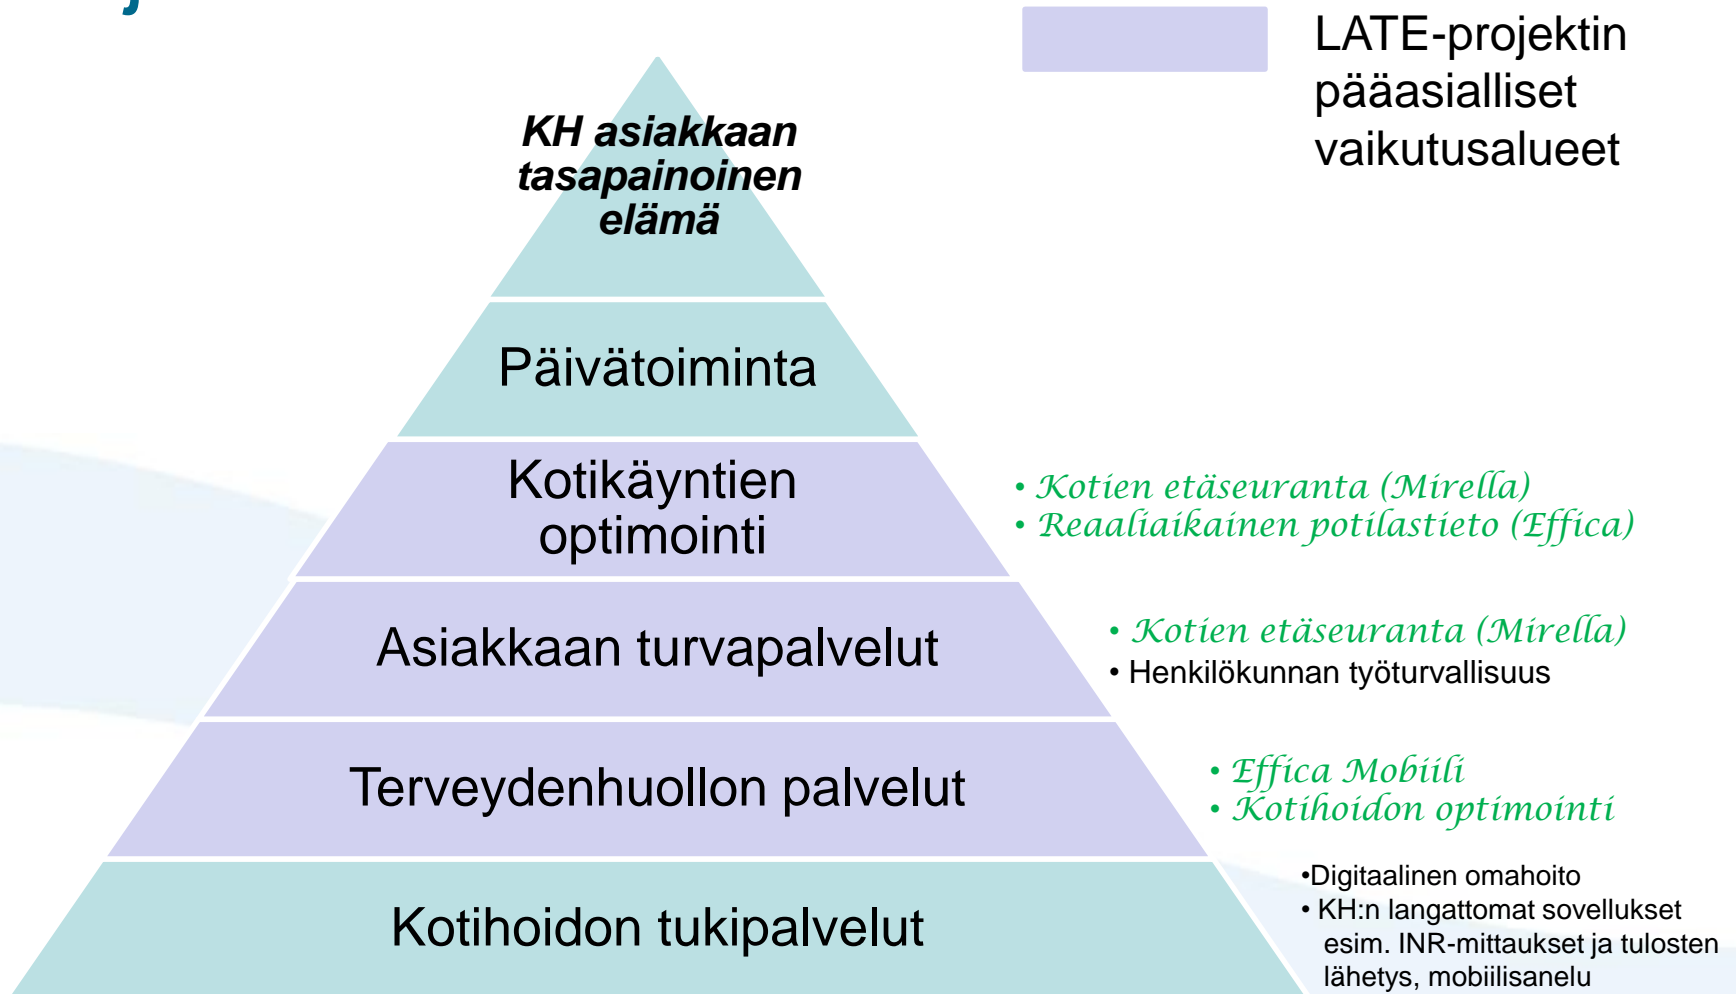 LATE-projektin
pääasialliset
vaikutusalueet
KH asiakkaan
tasapainoinen
elämä
Päivätoiminta
Kotikäyntien
optimointi
• Kotien etäseuranta (Mirella)
• Reaaliaikainen potilastieto (Effica)
Asiakkaan turvapalvelut
• Kotien etäseuranta (Mirella)
• Henkilökunnan työturvallisuus
Terveydenhuollon palvelut
• Effica Mobiili
• Kotihoidon optimointi
Kotihoidon tukipalvelut
•Digitaalinen omahoito
• KH:n langattomat sovellukset
esim. INR-mittaukset ja tulosten
lähetys, mobiilisanelu